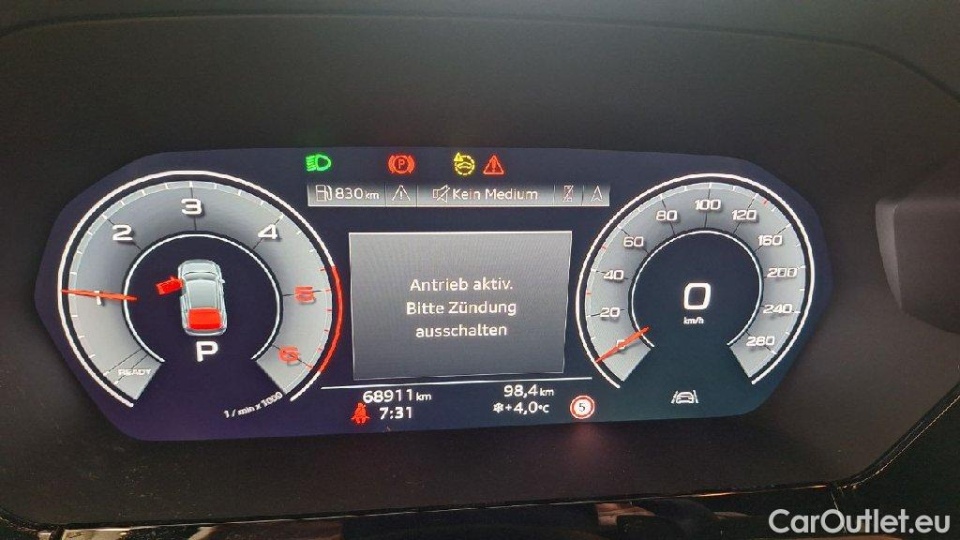 830 km
Kein Medium
1
2
3
4
5
6
READY
P
1 / min x 1000
Antrieb aktiv.
Bitte Zündung
ausschalten
68911 km
7:31
98,4 km
+4,0 °C
5
0
20
40
60
80
100
120
160
200
240
280
0
km/h
CarOutlet.eu